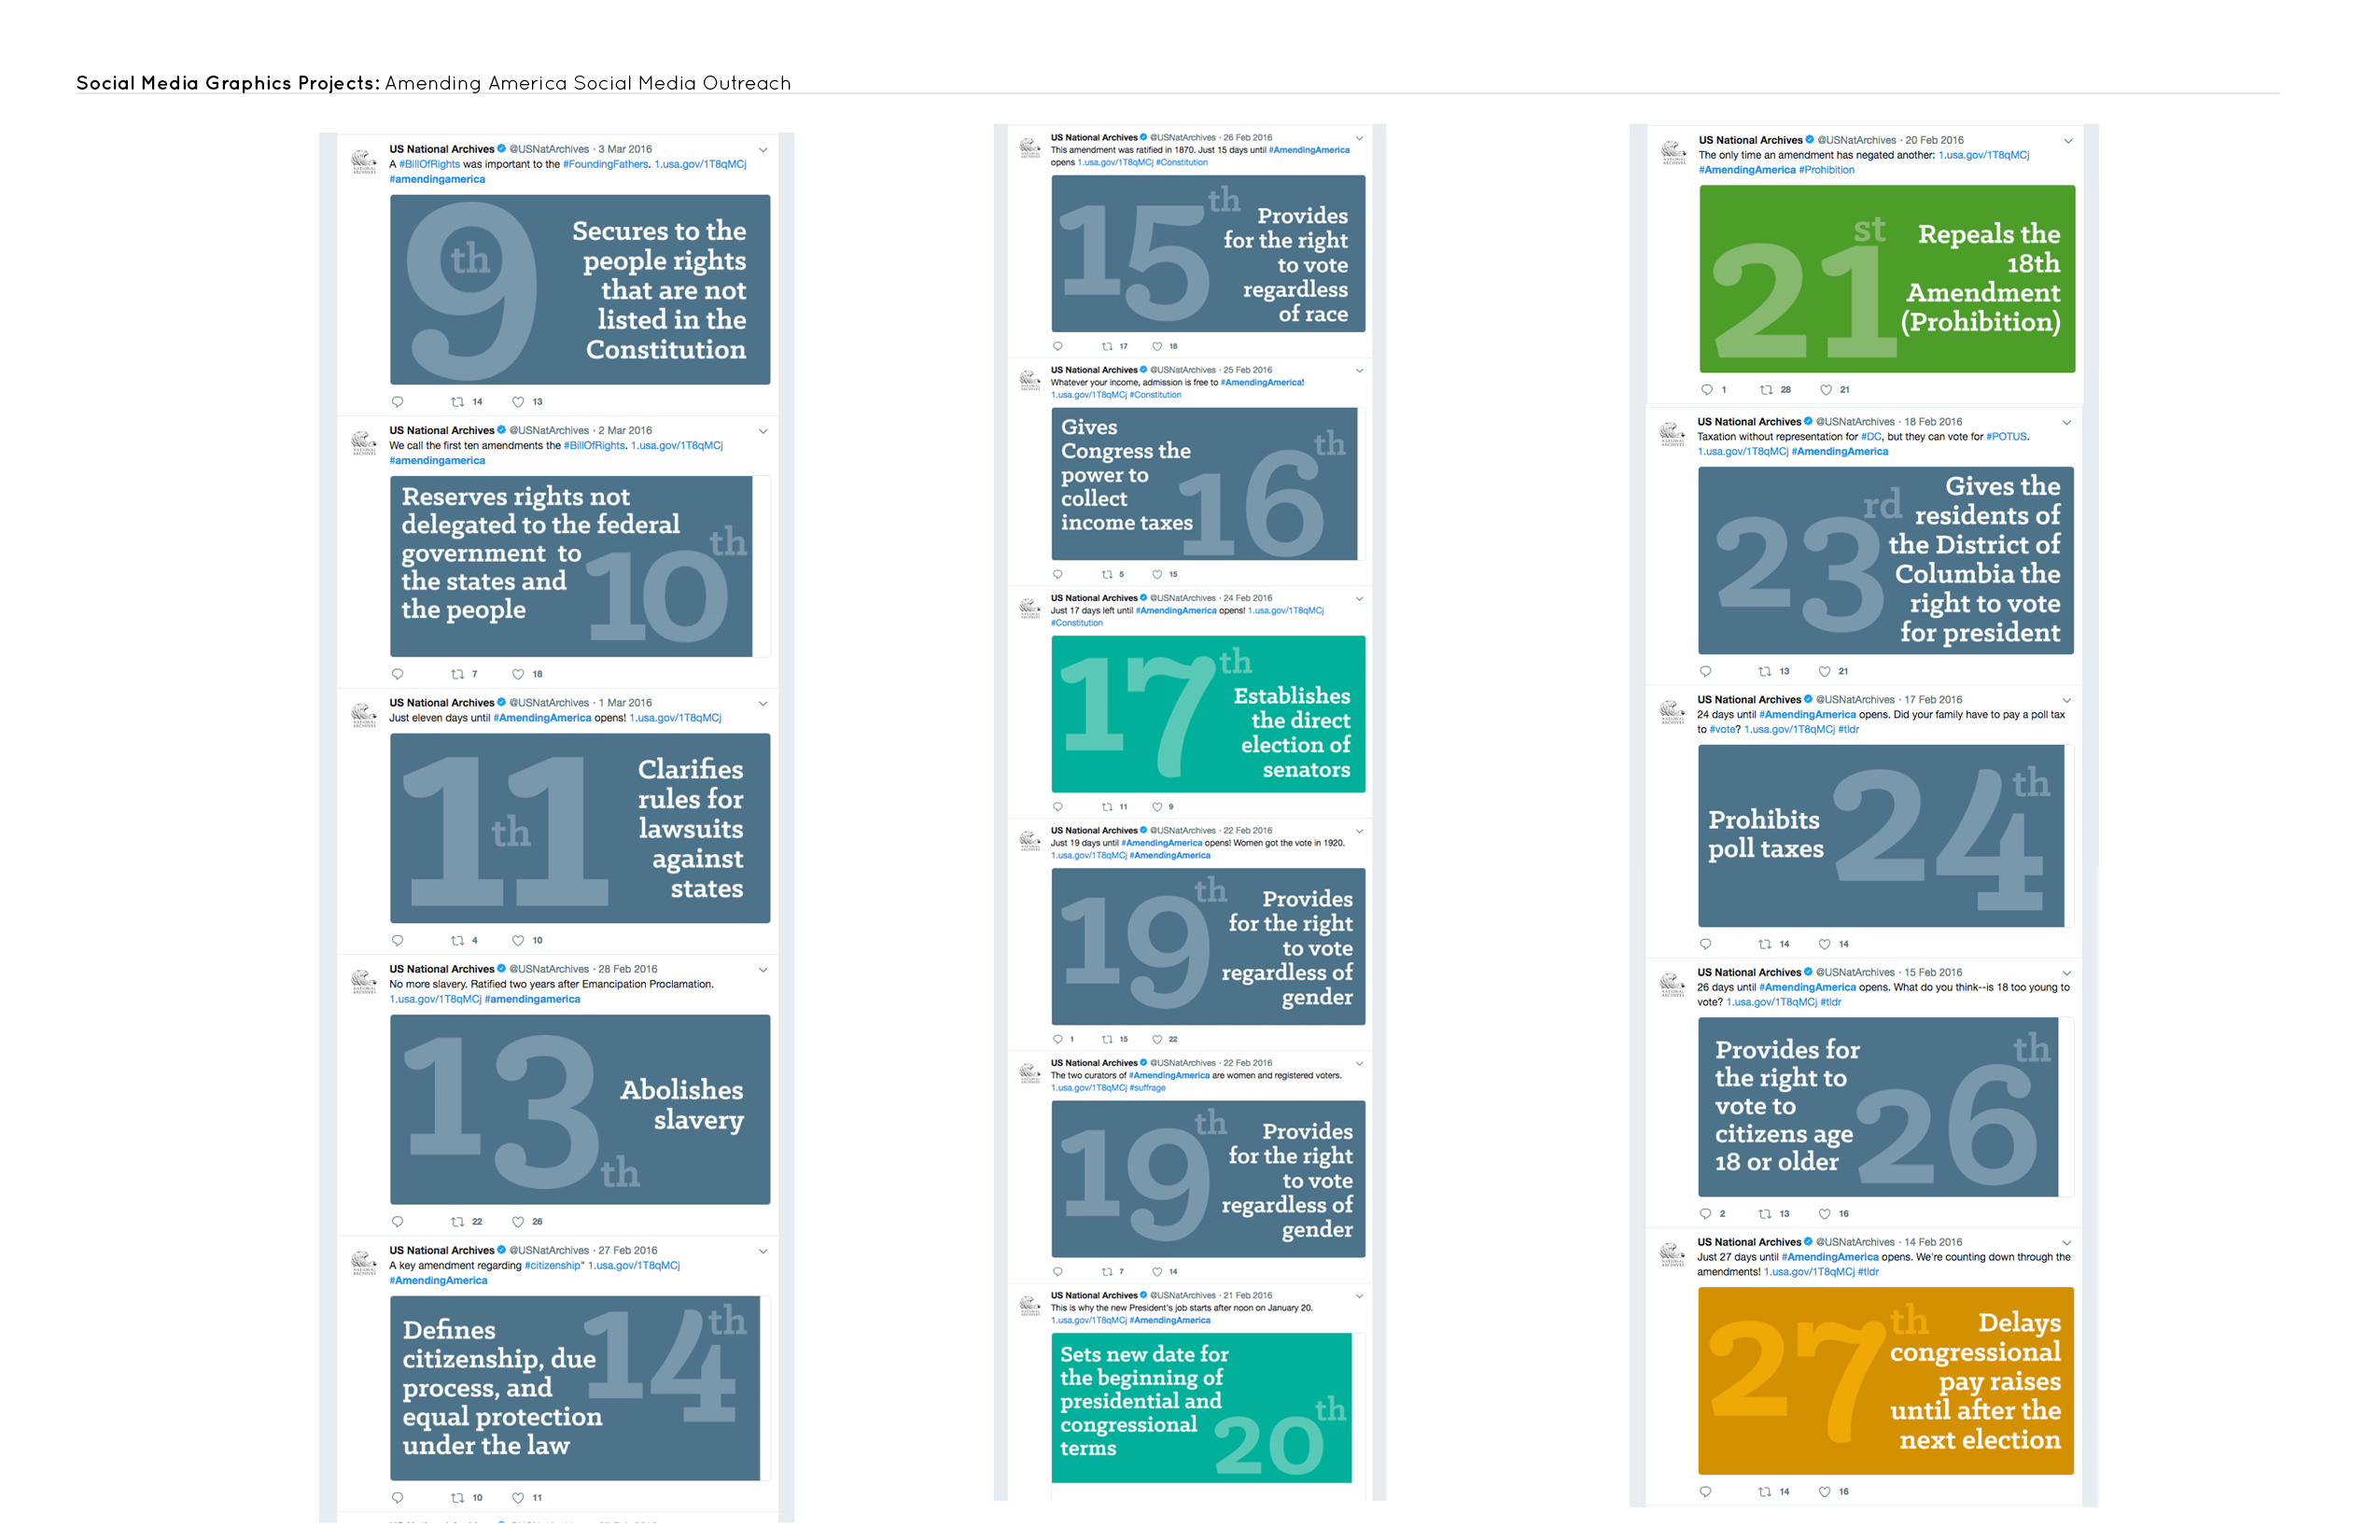 Social Media Graphics Projects: Amending America Social Media Outreach
US National Archives @USNatArchives · 3 Mar 2016
A #BillOfRights was important to the #FoundingFathers. 1.usa.gov/1T8qMCj
#amendingamerica
9th
Secures to the
people rights
that are not
listed in the
Constitution
14 13
US National Archives @USNatArchives · 2 Mar 2016
We call the first ten amendments the #BillOfRights. 1.usa.gov/1T8qMCj
#amendingamerica
Reserves rights not
delegated to the federal
government to
the states and
the people
10th
7 18
US National Archives @USNatArchives · 1 Mar 2016
Just eleven days until #AmendingAmerica opens! 1.usa.gov/1T8qMCj
11th
Clarifies
rules for
lawsuits
against
states
4 10
US National Archives @USNatArchives · 28 Feb 2016
No more slavery. Ratified two years after Emancipation Proclamation.
1.usa.gov/1T8qMCj #amendingamerica
13th
Abolishes
slavery
22 26
US National Archives @USNatArchives · 27 Feb 2016
A key amendment regarding #citizenship" 1.usa.gov/1T8qMCj
#AmendingAmerica
Defines
citizenship, due
process, and
equal protection
under the law
14th
10 11
US National Archives @USNatArchives · 26 Feb 2016
This amendment was ratified in 1870. Just 15 days until #AmendingAmerica
opens 1.usa.gov/1T8qMCj #Constitution
15th
Provides
for the right
to vote
regardless
of race
17 18
US National Archives @USNatArchives · 25 Feb 2016
Whatever your income, admission is free to #AmendingAmerica!
1.usa.gov/1T8qMCj #Constitution
Gives
Congress the
power to
collect
income taxes
16th
5 15
US National Archives @USNatArchives · 24 Feb 2016
Just 17 days left until #AmendingAmerica opens! 1.usa.gov/1T8qMCj
#Constitution
17th
Establishes
the direct
election of
senators
11 9
US National Archives @USNatArchives · 22 Feb 2016
Just 19 days until #AmendingAmerica opens! Women got the vote in 1920.
1.usa.gov/1T8qMCj #AmendingAmerica
19th
Provides
for the right
to vote
regardless of
gender
1 15 22
US National Archives @USNatArchives · 22 Feb 2016
The two curators of #AmendingAmerica are women and registered voters.
1.usa.gov/1T8qMCj #suffrage
19th
Provides
for the right
to vote
regardless of
gender
7 14
US National Archives @USNatArchives · 21 Feb 2016
This is why the new President's job starts after noon on January 20.
1.usa.gov/1T8qMCj #AmendingAmerica
Sets new date for
the beginning of
presidential and
congressional
terms
20th
US National Archives @USNatArchives · 20 Feb 2016
The only time an amendment has negated another: 1.usa.gov/1T8qMCj
#AmendingAmerica #Prohibition
21st
Repeals the
18th
Amendment
(Prohibition)
1 28 21
US National Archives @USNatArchives · 18 Feb 2016
Taxation without representation for #DC, but they can vote for #POTUS.
1.usa.gov/1T8qMCj #AmendingAmerica
23rd
Gives the
residents of
the District of
Columbia the
right to vote
for president
13 21
US National Archives @USNatArchives · 17 Feb 2016
24 days until #AmendingAmerica opens. Did your family have to pay a poll tax
to #vote? 1.usa.gov/1T8qMCj #tldr
Prohibits
poll taxes
24th
14 14
US National Archives @USNatArchives · 15 Feb 2016
26 days until #AmendingAmerica opens. What do you think--is 18 too young to
vote? 1.usa.gov/1T8qMCj #tldr
Provides for
the right to
vote to
citizens age
18 or older
26th
2 13 16
US National Archives @USNatArchives · 14 Feb 2016
Just 27 days until #AmendingAmerica opens. We're counting down through the
amendments! 1.usa.gov/1T8qMCj #tldr
27th
Delays
congressional
pay raises
until after the
next election
14 16